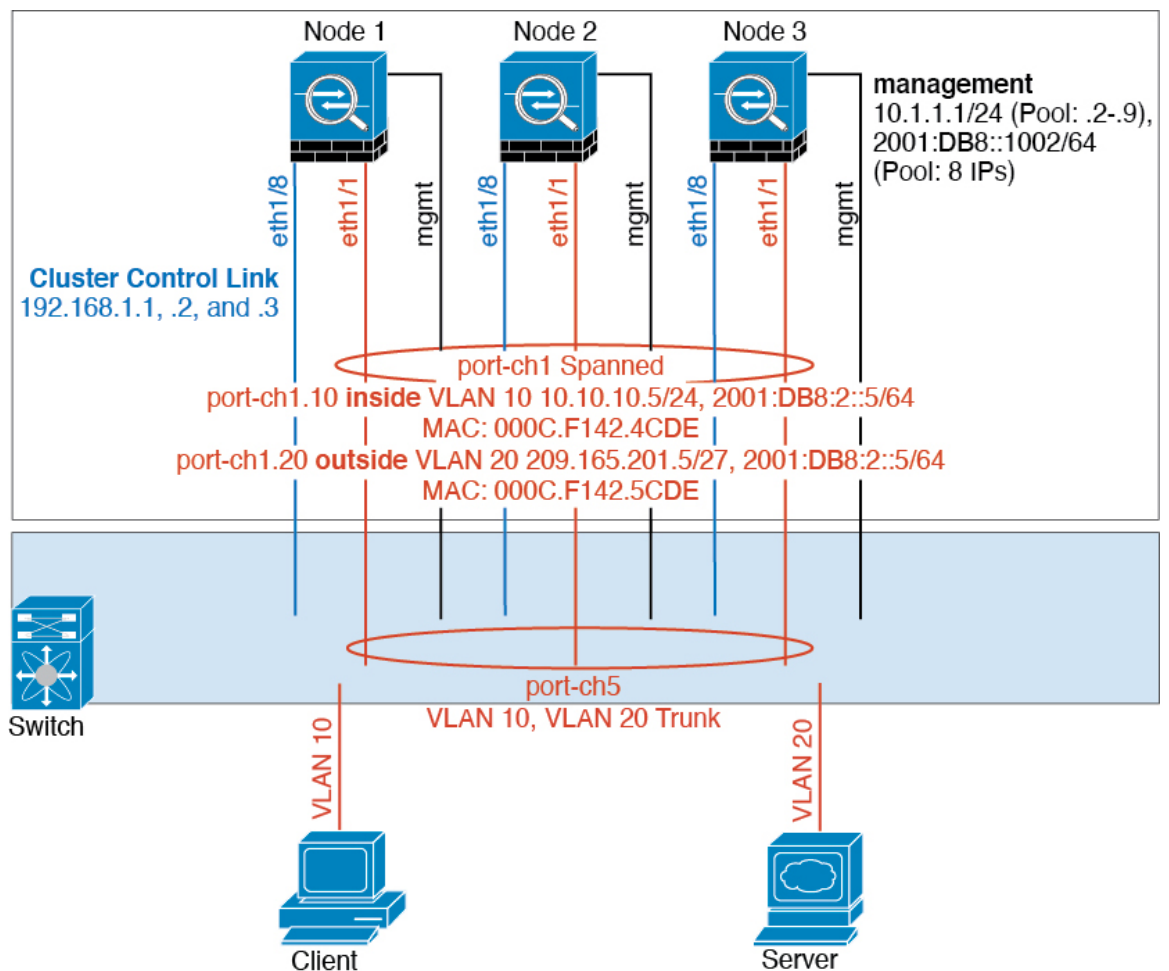 Node 1
Node 2
Node 3
management
10.1.1.1/24 (Pool: .2-.9),
2001:DB8::1002/64
(Pool: 8 IPs)
eth1/8
eth1/1
mgmt
eth1/8
eth1/1
mgmt
eth1/8
eth1/1
mgmt
Cluster Control Link
192.168.1.1, .2, and .3
port-ch1 Spanned
port-ch1.10 inside VLAN 10 10.10.10.5/24, 2001:DB8:2::5/64
MAC: 000C.F142.4CDE
port-ch1.20 outside VLAN 20 209.165.201.5/27, 2001:DB8:2::5/64
MAC: 000C.F142.5CDE
Switch
port-ch5
VLAN 10, VLAN 20 Trunk
VLAN 10
VLAN 20
Client
Server